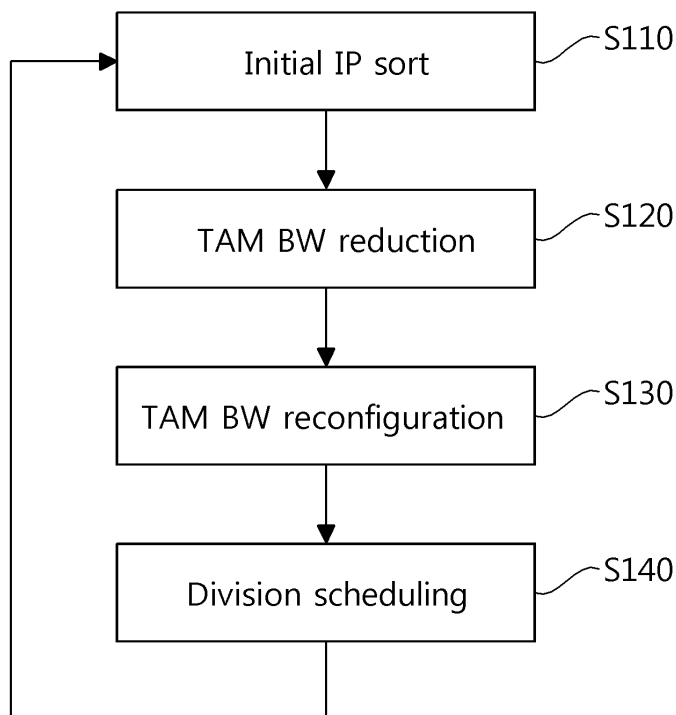 Initial IP sort
S110
TAM BW reduction
S120
TAM BW reconfiguration
S130
Division scheduling
S140